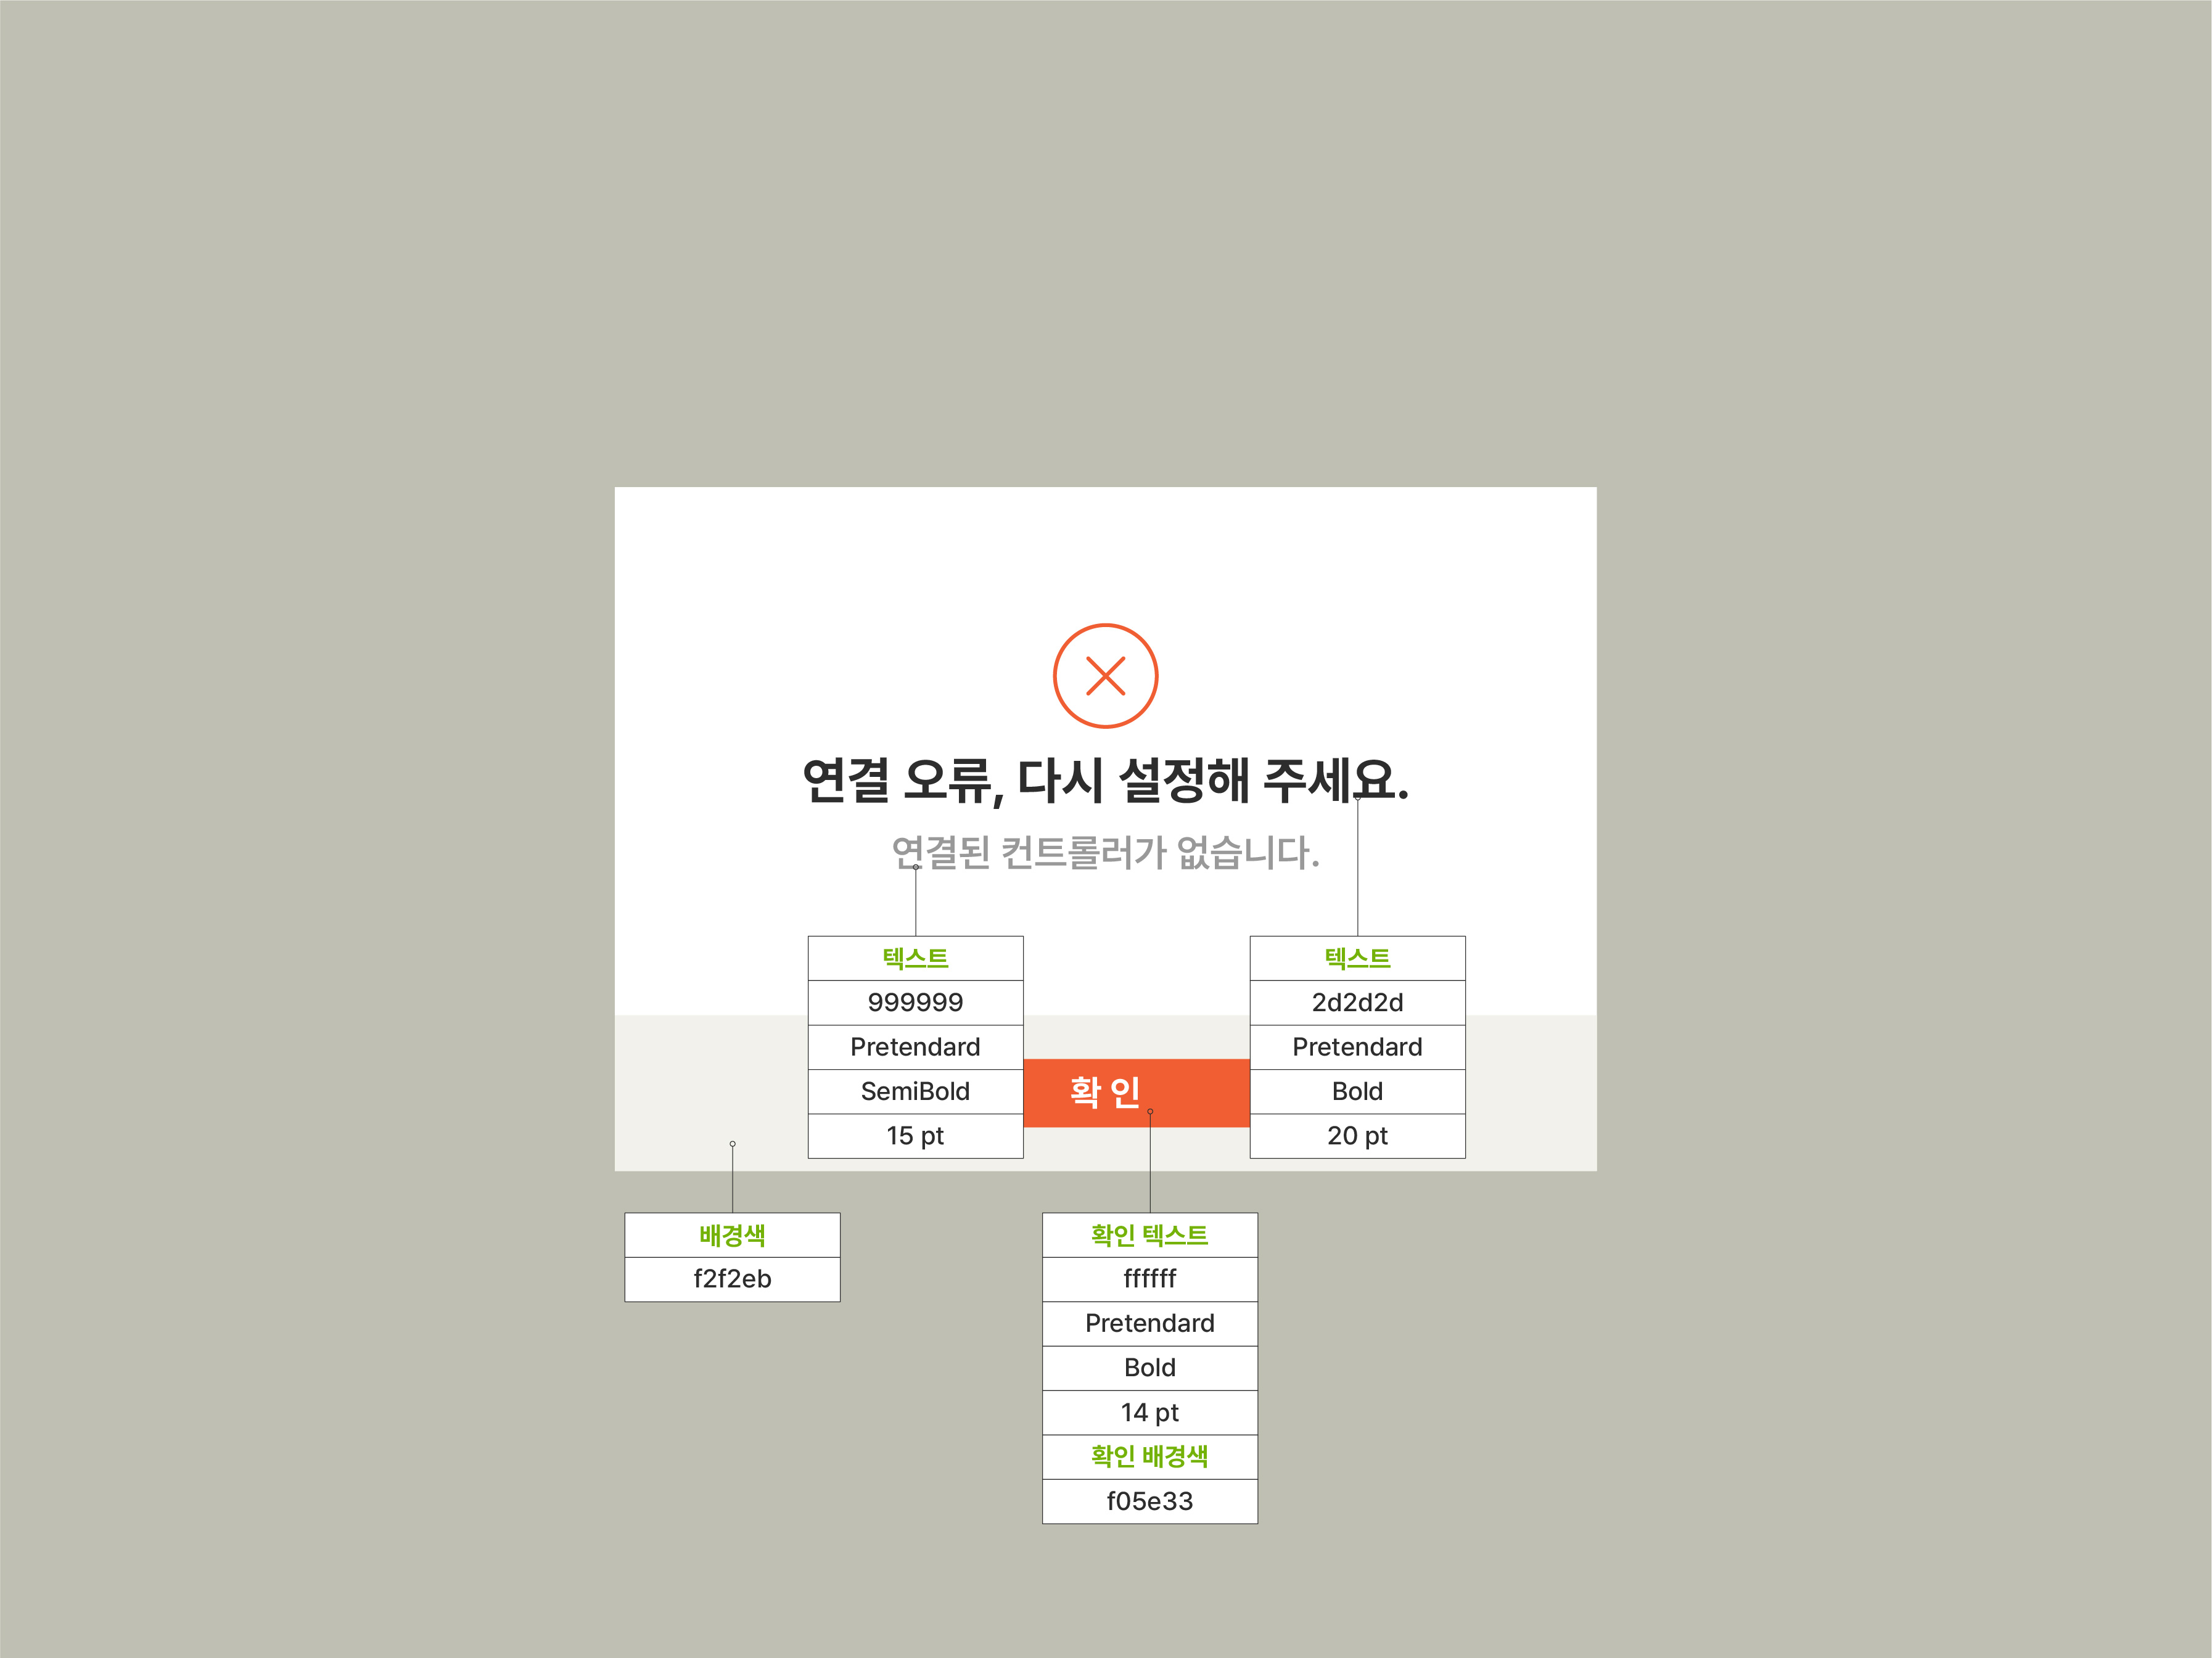 연결 오류, 다시 설정해 주세요.
연결된 컨트롤러가 없습니다.
텍스트
999999
Pretendard
SemiBold
15 pt
텍스트
2d2d2d
Pretendard
Bold
20 pt
확 인
배경색
f2f2eb
확인 텍스트
ffffff
Pretendard
Bold
14 pt
확인 배경색
f05e33